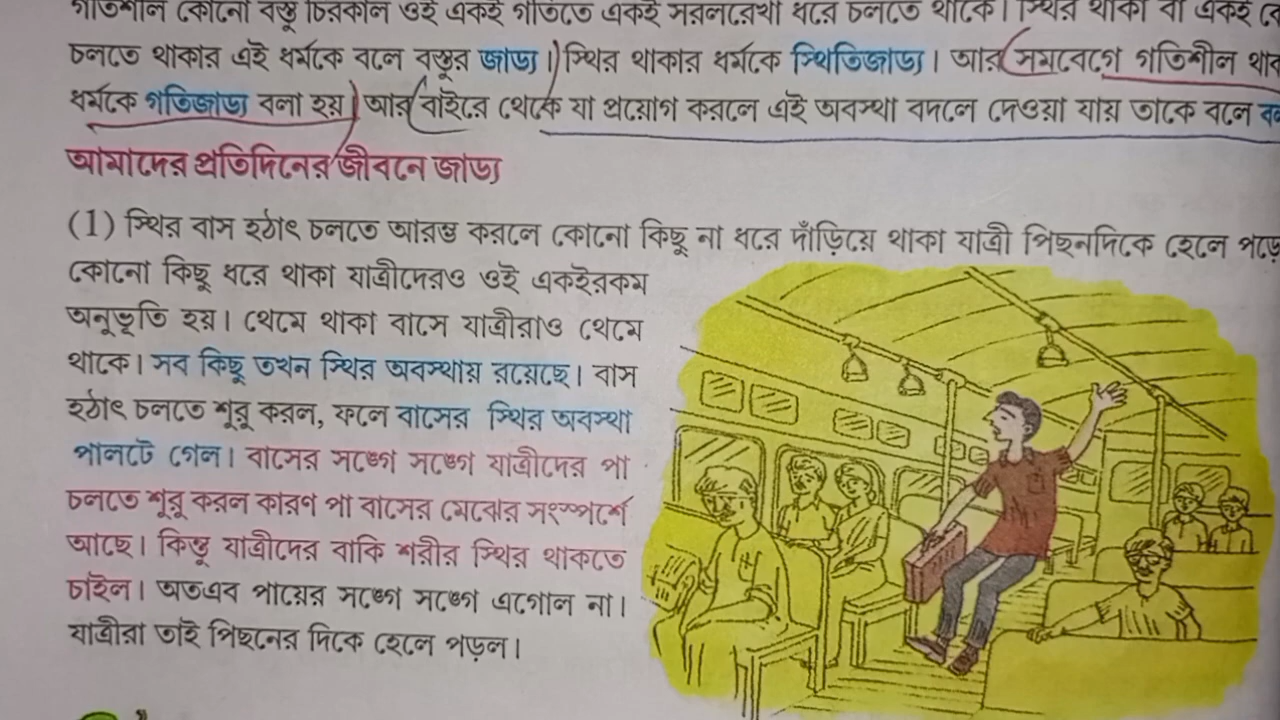 গতিশীল কোনো বস্তু চিরকাল ওই একই গতিতে একই সরলরেখা ধরে চলতে থাকে। স্থির থাকা বা একই
চলতে থাকার এই ধর্মকে বলে বস্তুর জাড্য। স্থির থাকার ধর্মকে স্থিতিজাড্য। আর সমবেগে গতিশীল
ধর্মকে গতিজাড্য বলা হয়। আর বাইরে থেকে যা প্রয়োগ করলে এই অবস্থা বদলে দেওয়া যায় তাকে বলে
আমাদের প্রতিদিনের জীবনে জাড্য
(1) স্থির বাস হঠাৎ চলতে আরম্ভ করলে কোনো কিছু না ধরে দাঁড়িয়ে থাকা যাত্রী পিছনদিকে হেলে পড়ে
কোনো কিছু ধরে থাকা যাত্রীদেরও ওই একইরকম
অনুভূতি হয়। থেমে থাকা বাসে যাত্রীরাও থেমে
থাকে। সব কিছু তখন স্থির অবস্থায় রয়েছে। বাস
হঠাৎ চলতে শুরু করল, ফলে বাসের স্থির অবস্থা
পালটে গেল। বাসের সঙ্গে সঙ্গে যাত্রীদের পা
চলতে শুরু করল কারণ পা বাসের মেঝের সংস্পর্শে
আছে। কিন্তু যাত্রীদের বাকি শরীর স্থির থাকতে
চাইল। অতএব পায়ের সঙ্গে সঙ্গে এগোল না।
যাত্রীরা তাই পিছনের দিকে হেলে পড়ল।